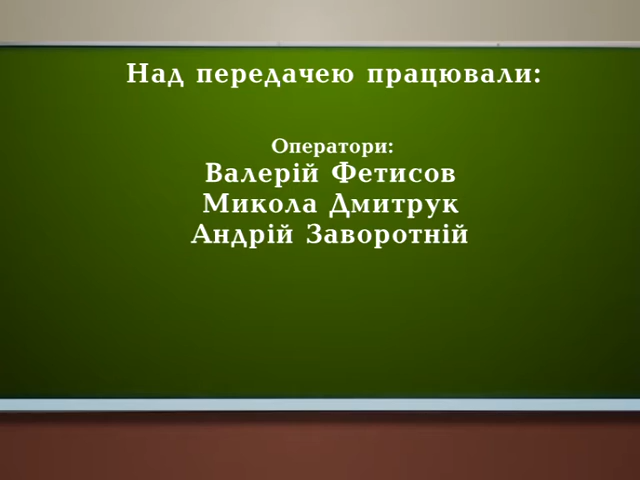 Над передачею працювали:
Оператори:
Валерій Фетисов
Микола Дмитрук
Андрій Заворотній